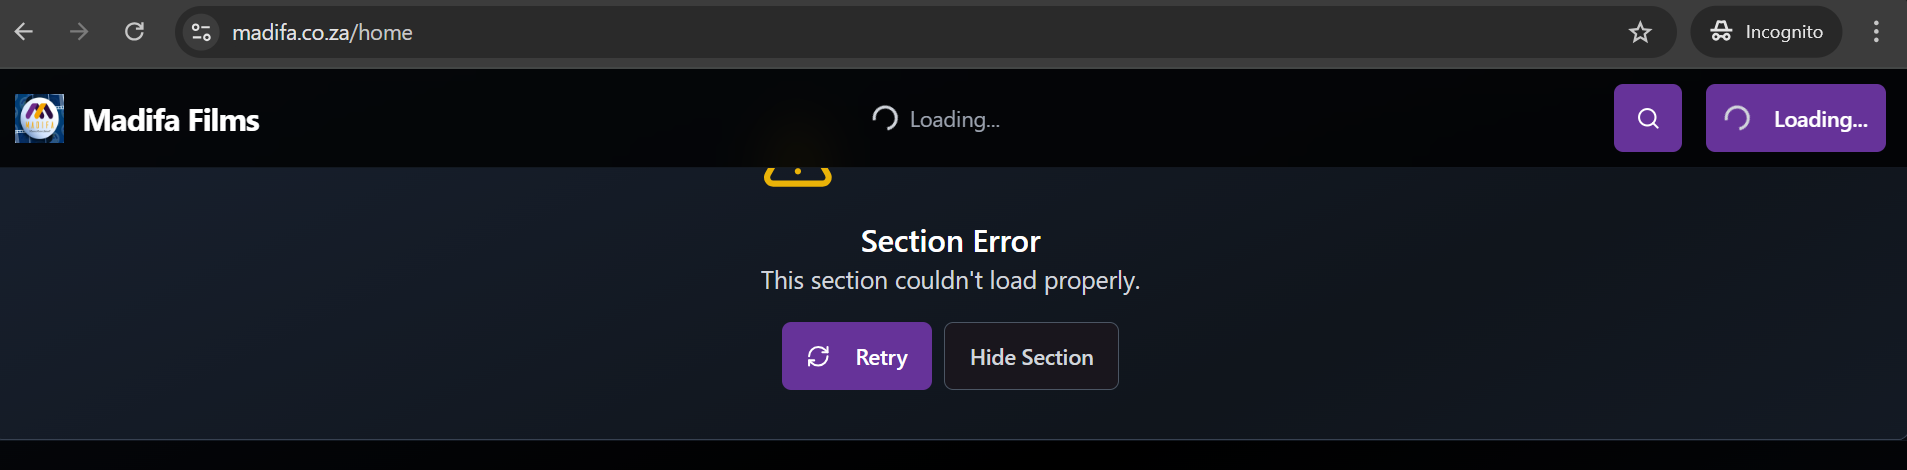 madifa.co.za/home
Incognito
Madifa Films
Loading...
Loading...
Section Error
This section couldn't load properly.
Retry
Hide Section